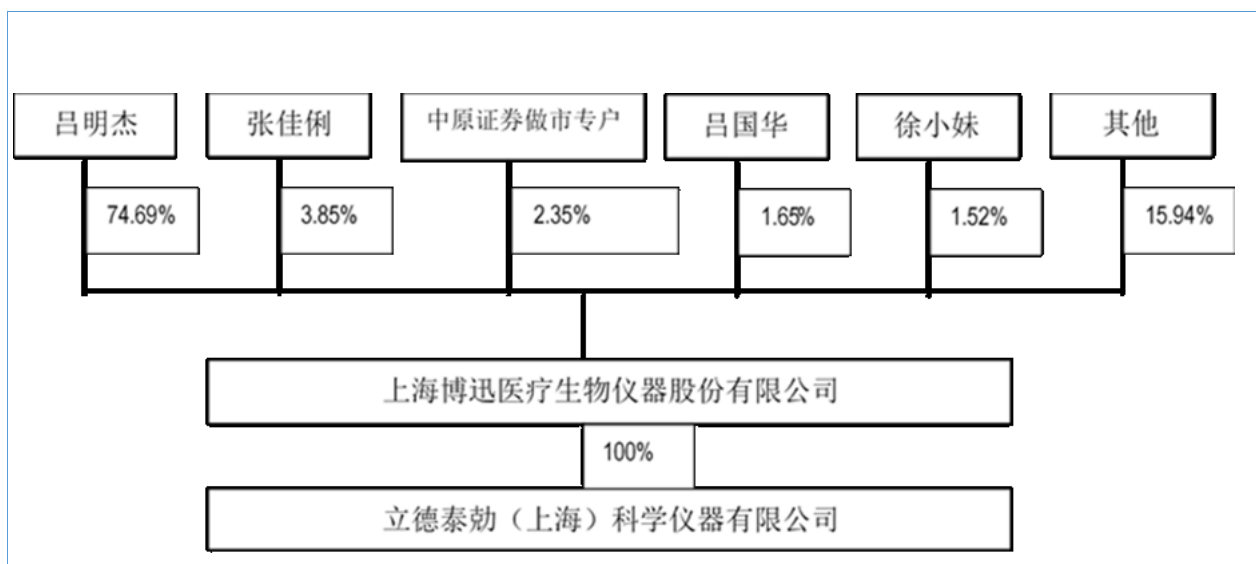 吕明杰
张佳俐
中原证券做市专户
吕国华
徐小妹
其他
74.69%
3.85%
2.35%
1.65%
1.52%
15.94%
上海博迅医疗生物仪器股份有限公司
100%
立德泰勀（上海）科学仪器有限公司